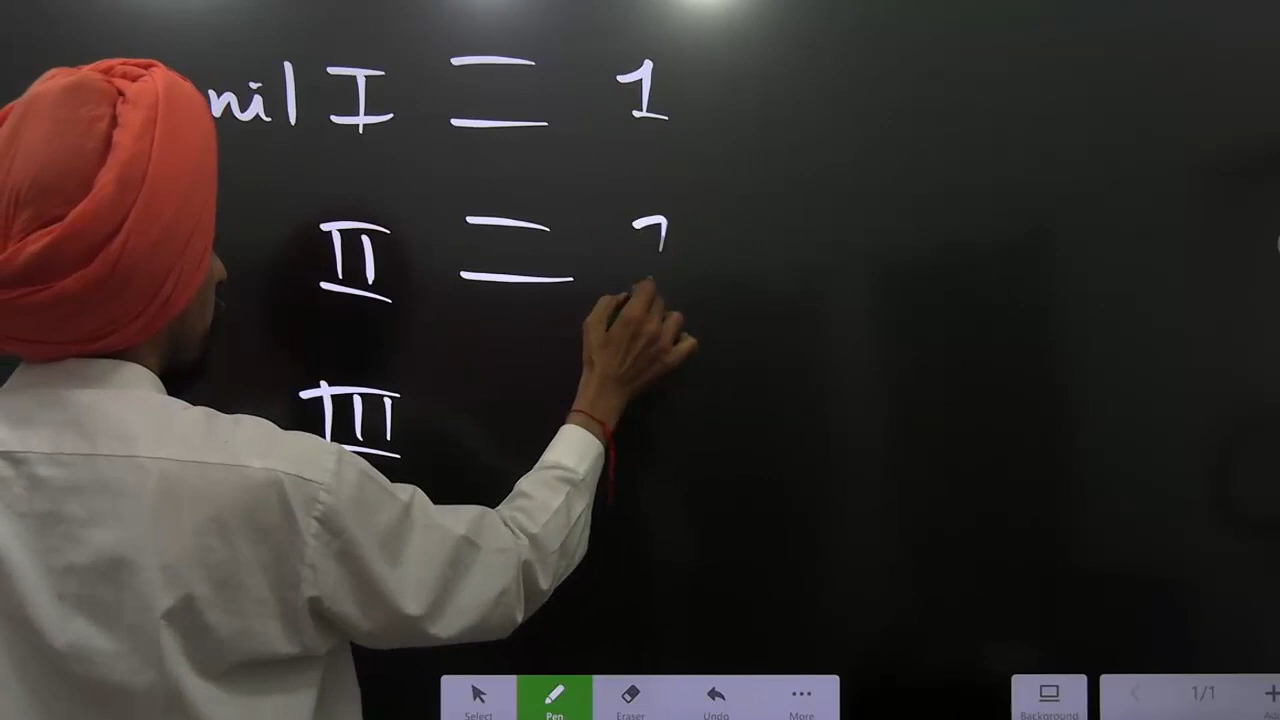 nil I = 1
II =
III
Select Pen Eraser Undo More Background 1/1